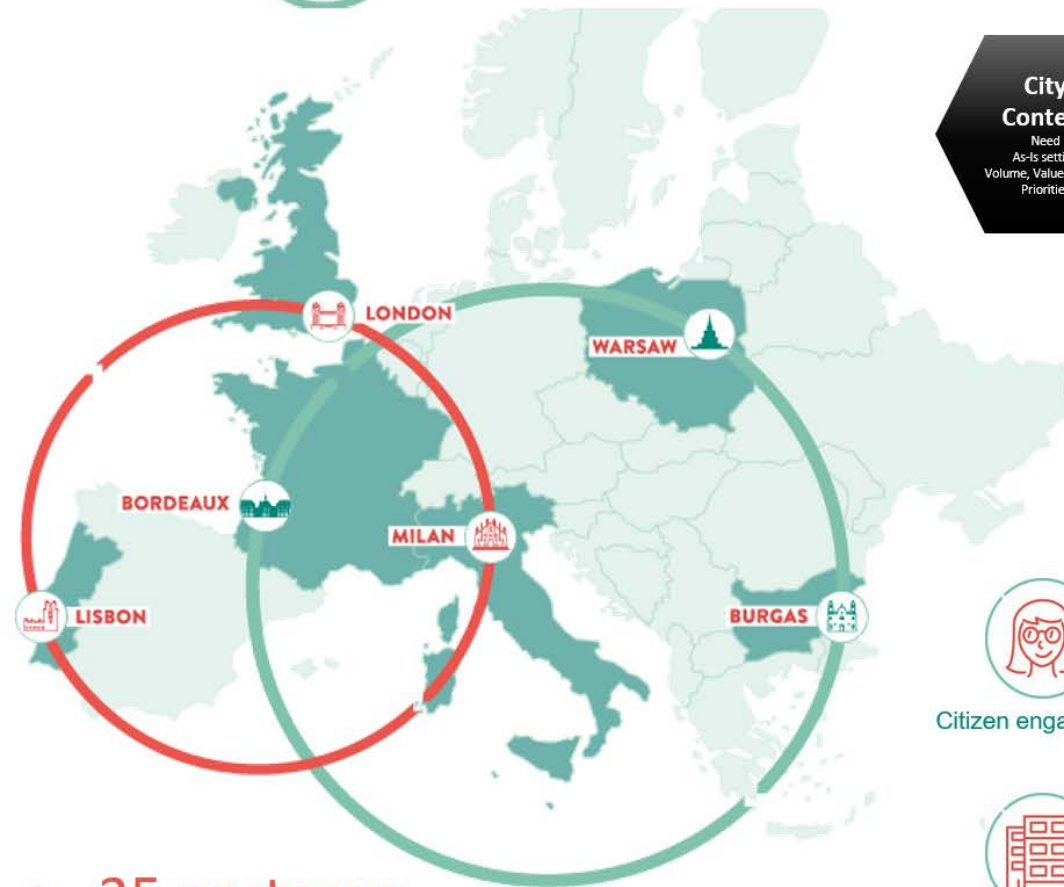 City
Conte
Need
As-Is setti
Volume, Value
Prioritie
LONDON
WARSAW
BORDEAUX
MILAN
LISBON
BURGAS
Citizen enga